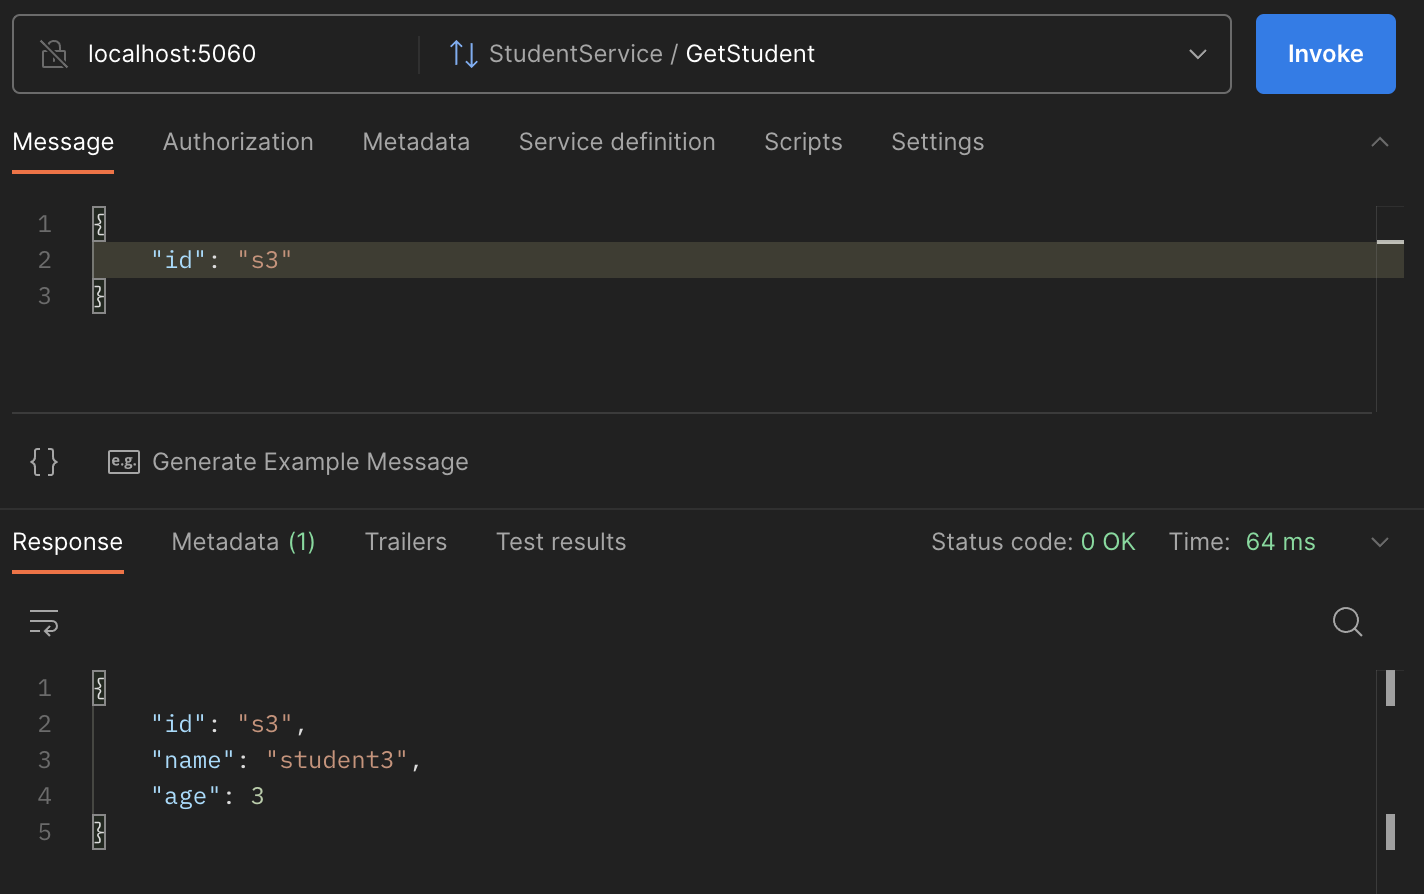 localhost:5060 StudentService / GetStudent Invoke
Message Authorization Metadata Service definition Scripts Settings
1 {
2 "id": "s3"
3 }
{} e.g. Generate Example Message
Response Metadata (1) Trailers Test results Status code: 0 OK Time: 64 ms
1 {
2 "id": "s3",
3 "name": "student3",
4 "age": 3
5 }